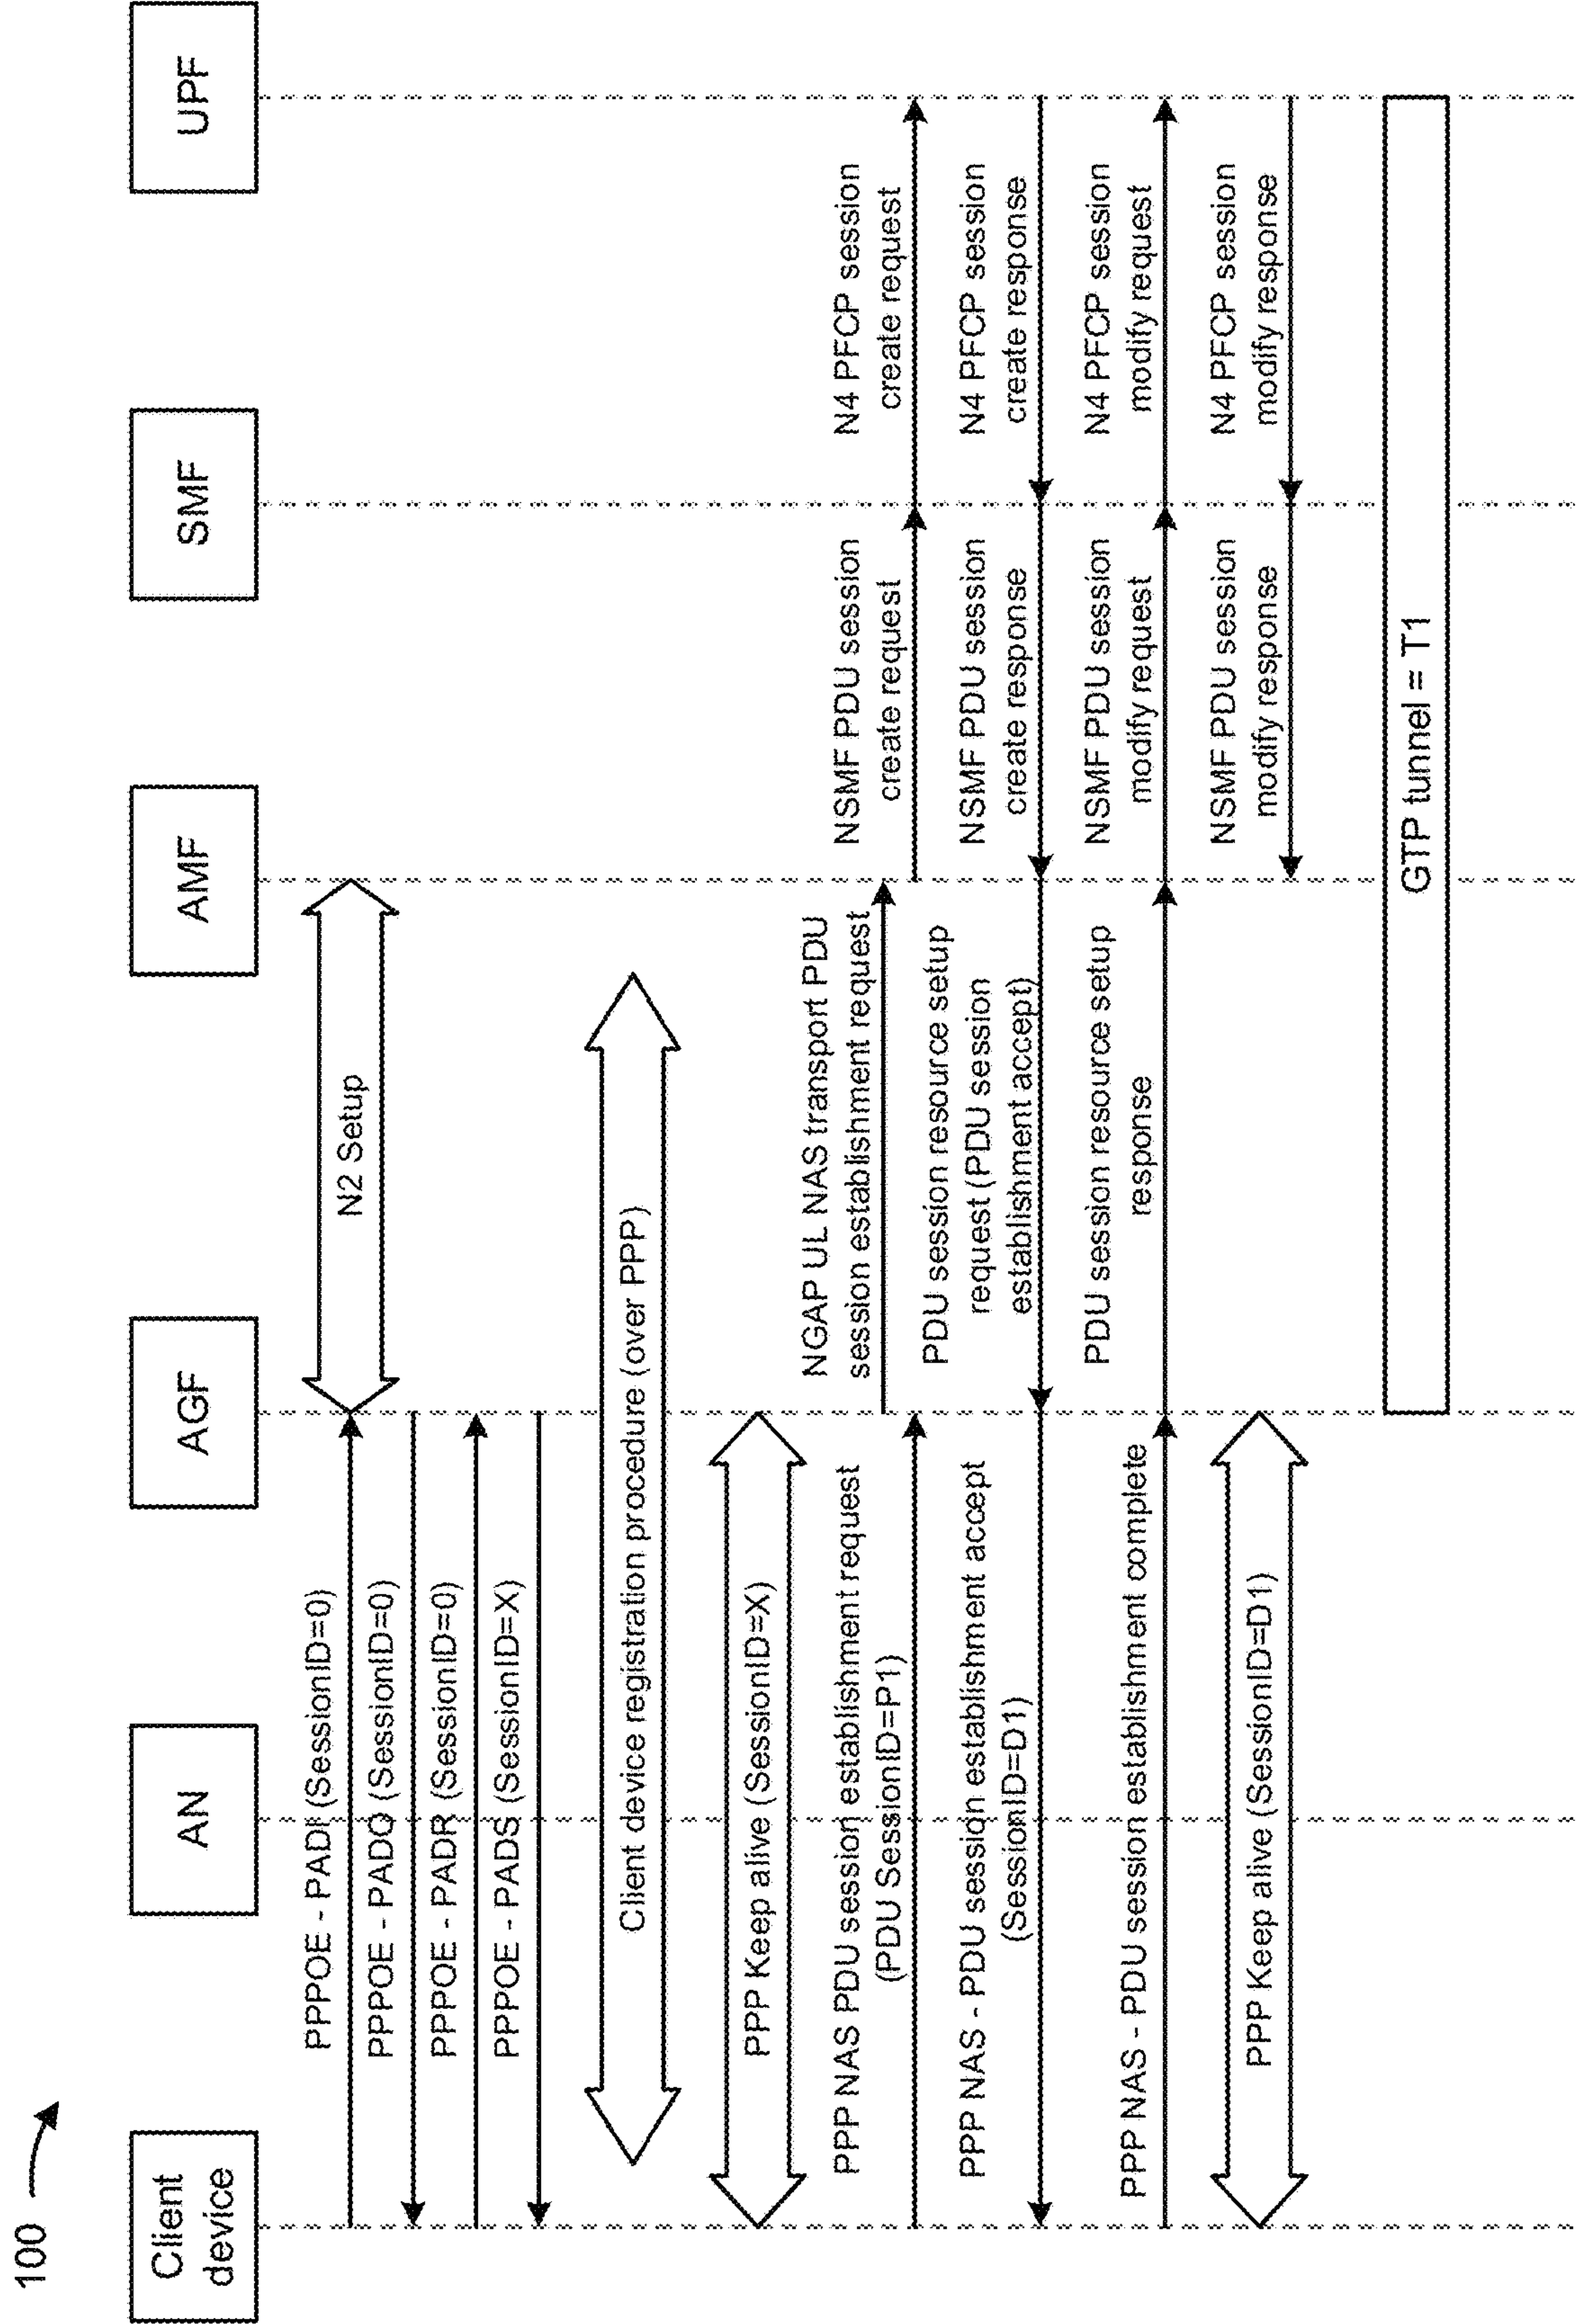 100
Client
device
AN
AGF
AMF
SMF
UPF
N2 Setup
PPPOE - PADI (SessionID=0)
PPPOE - PADO (SessionID=0)
PPPOE - PADR (SessionID=0)
PPPOE - PADS (SessionID=X)
Client device registration procedure (over PPP)
PPP Keep alive (SessionID=X)
PPP NAS PDU session establishment request
(PDU SessionID=P1)
NGAP UL NAS transport PDU
session establishment request
NSMF PDU session
create request
N4 PFCP session
create request
PPP NAS - PDU session establishment accept
(SessionID=D1)
PDU session resource setup
request (PDU session
establishment accept)
NSMF PDU session
create response
N4 PFCP session
create response
PPP NAS - PDU session establishment complete
PDU session resource setup
response
NSMF PDU session
modify request
N4 PFCP session
modify request
PPP Keep alive (SessionID=D1)
NSMF PDU session
modify response
N4 PFCP session
modify response
GTP tunnel = T1